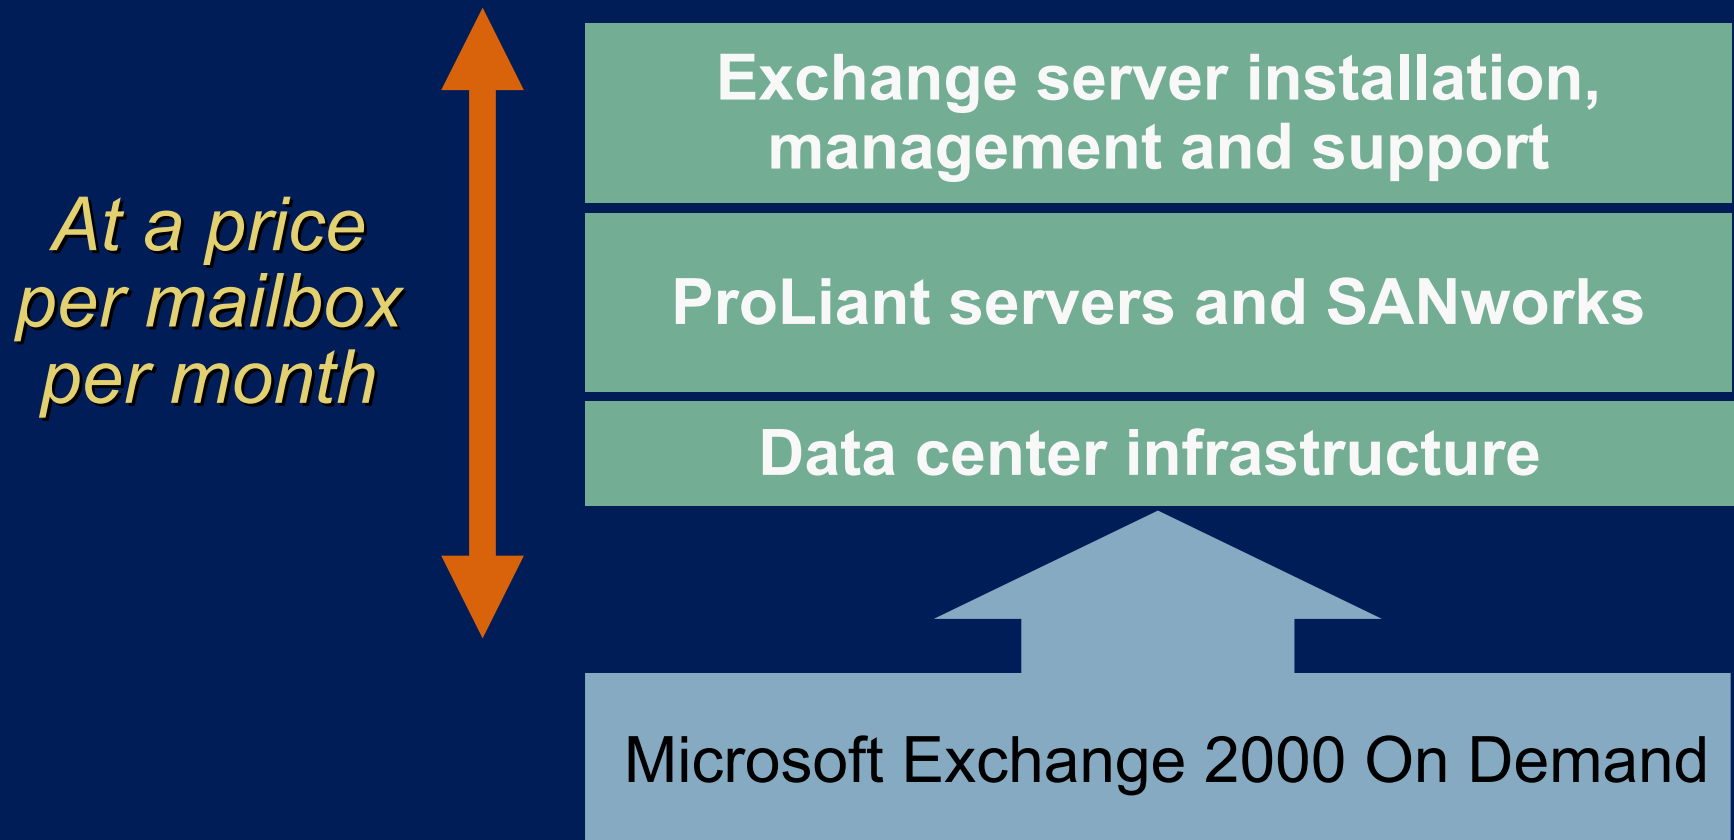 At a price
per mailbox
per month
Exchange server installation,
management and support
ProLiant servers and SANworks
Data center infrastructure
Microsoft Exchange 2000 On Demand